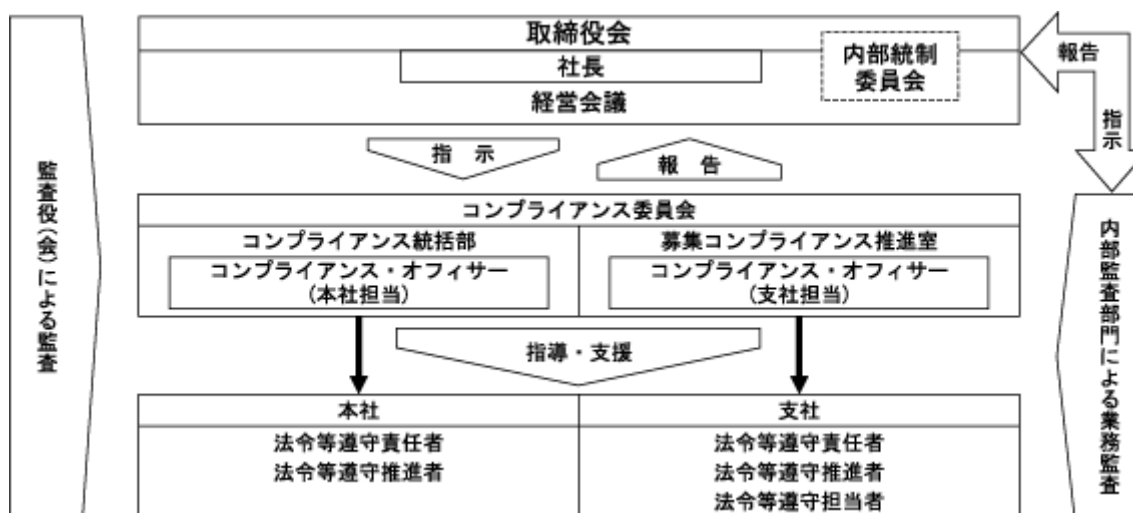 取締役会
社長
経営会議
内部統制
委員会
報告
指示
指　示
報　告
監査役(会)による監査
コンプライアンス委員会
コンプライアンス統括部
コンプライアンス・オフィサー
(本社担当)
募集コンプライアンス推進室
コンプライアンス・オフィサー
(支社担当)
指導・支援
本社
法令等遵守責任者
法令等遵守推進者
支社
法令等遵守責任者
法令等遵守推進者
法令等遵守担当者
内部監査部門による業務監査